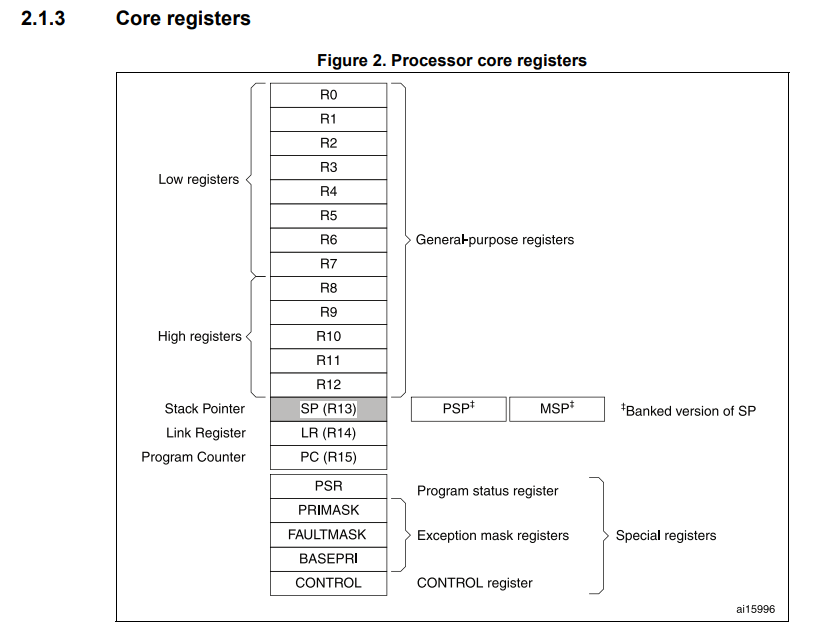 2.1.3 Core registers
Figure 2. Processor core registers
R0
R1
R2
R3
Low registers
R4
R5
R6
General-purpose registers
R7
R8
R9
High registers
R10
R11
R12
Stack Pointer SP (R13) PSP‡ MSP‡ ‡Banked version of SP
Link Register LR (R14)
Program Counter PC (R15)
PSR Program status register
PRIMASK
FAULTMASK Exception mask registers Special registers
BASEPRI
CONTROL CONTROL register
ai15996